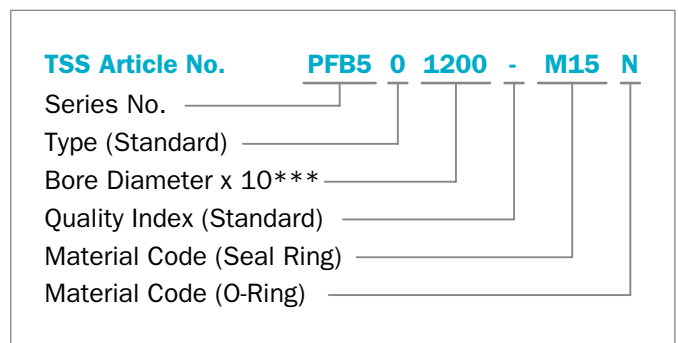 TSS Article No. PFB5 0 1200 - M15 N
Series No.
Type (Standard)
Bore Diameter x 10***
Quality Index (Standard)
Material Code (Seal Ring)
Material Code (O-Ring)